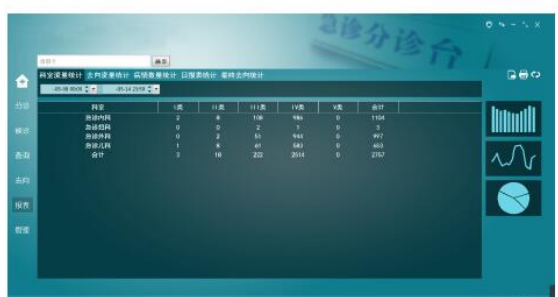 急诊分诊台
搜索
科室流量统计 去向流量统计 病情数量统计 日报表统计 最终去向统计
-05-08 00:00 -05-14 23:59
分诊
候诊
查询
去向
报表
科室 I类 II类 III类 IV类 V类 合计
急诊内科 2 8 108 986 0 1104
急诊妇科 0 0 2 1 0 3
急诊外科 0 2 51 944 0 997
急诊儿科 1 8 61 583 0 653
合计 3 18 222 2514 0 2757